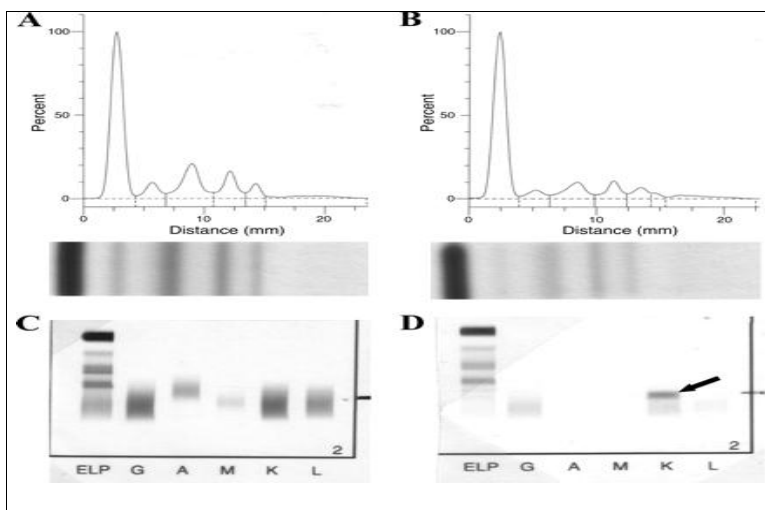 A
100
Percent
50
0
0 10 20
Distance (mm)
B
100
Percent
50
0
0 10 20
Distance (mm)
C
2
ELP G A M K L
D
2
ELP G A M K L